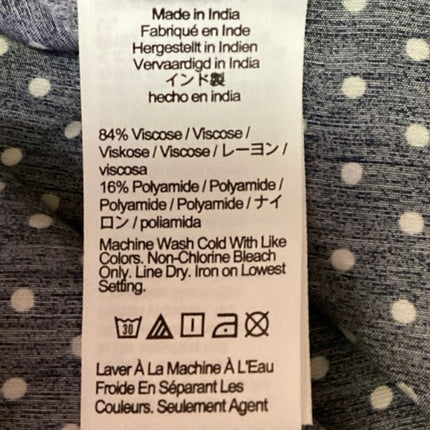 Made in India
Fabriqué en Inde
Hergestellt in Indien
Vervaardigd in India
インド製
hecho en india
84% Viscose / Viscose /
Viskose / Viscose / レーヨン /
viscosa
16% Polyamide / Polyamide /
Polyamide / Polyamide / ナイ
ロン / poliamida
Machine Wash Cold With Like
Colors. Non-Chlorine Bleach
Only. Line Dry. Iron on Lowest
Setting.
30
Laver À La Machine À L'Eau
Froide En Séparant Les
Couleurs. Seulement Agent